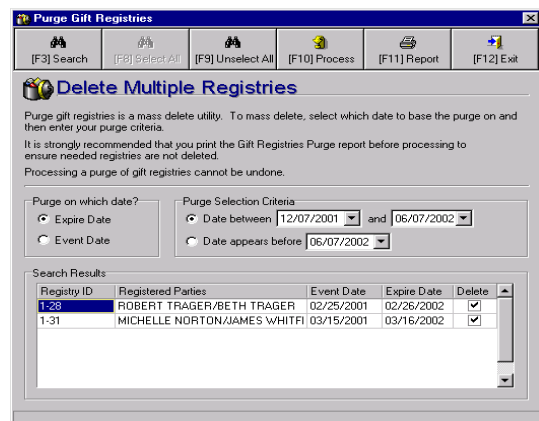 Purge Gift Registries
[F3] Search [F8] Select All [F9] Unselect All [F10] Process [F11] Report [F12] Exit
Delete Multiple Registries
Purge gift registries is a mass delete utility. To mass delete, select which date to base the purge on and
then enter your purge criteria.
It is strongly recommended that you print the Gift Registries Purge report before processing to
ensure needed registries are not deleted.
Processing a purge of gift registries cannot be undone.
Purge on which date? Purge Selection Criteria
Expire Date Date between 12/07/2001 and 06/07/2002
Event Date Date appears before 06/07/2002
Search Results
Registry ID Registered Parties Event Date Expire Date Delete
1-28 ROBERT TRAGER/BETH TRAGER 02/25/2001 02/26/2002
1-31 MICHELLE NORTON/JAMES WHITFI 03/15/2001 03/16/2002